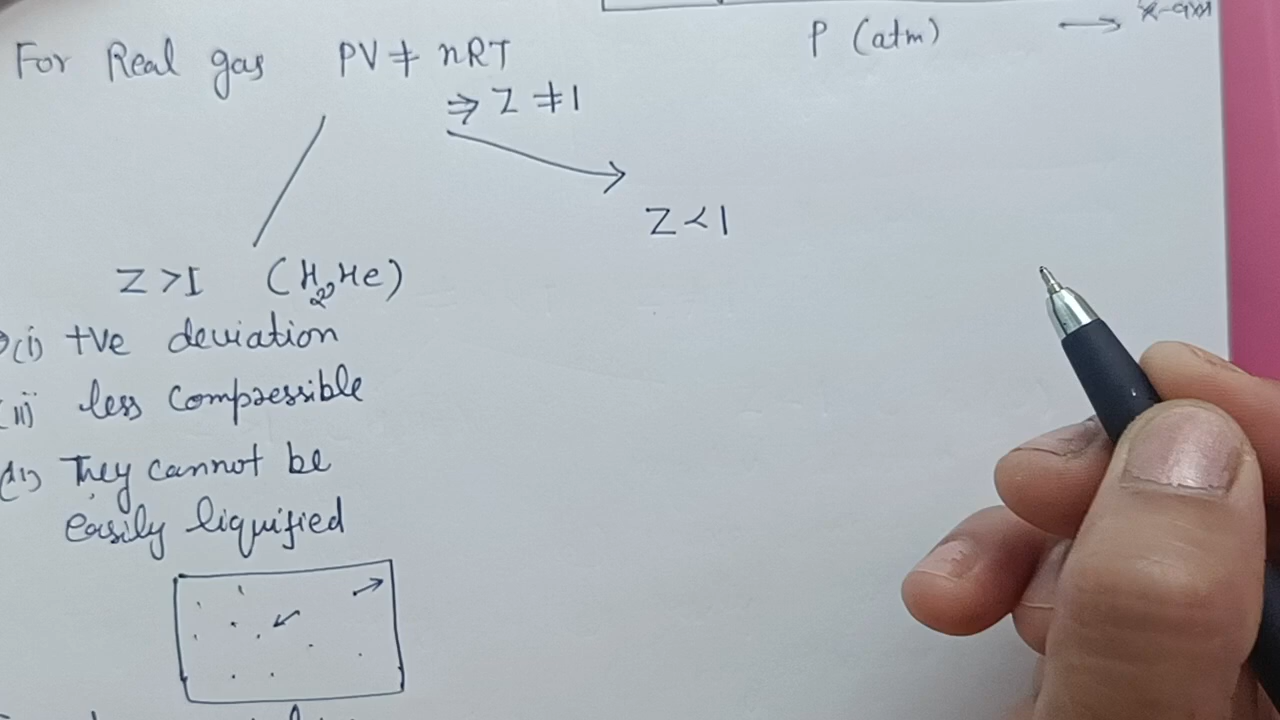 P (atm) → x-axis
For Real gas PV ≠ nRT
⇒ Z ≠ 1
Z < 1
Z > 1 (H2, He)
(i) +ve deviation
(ii) less compressible
They cannot be
easily liquified